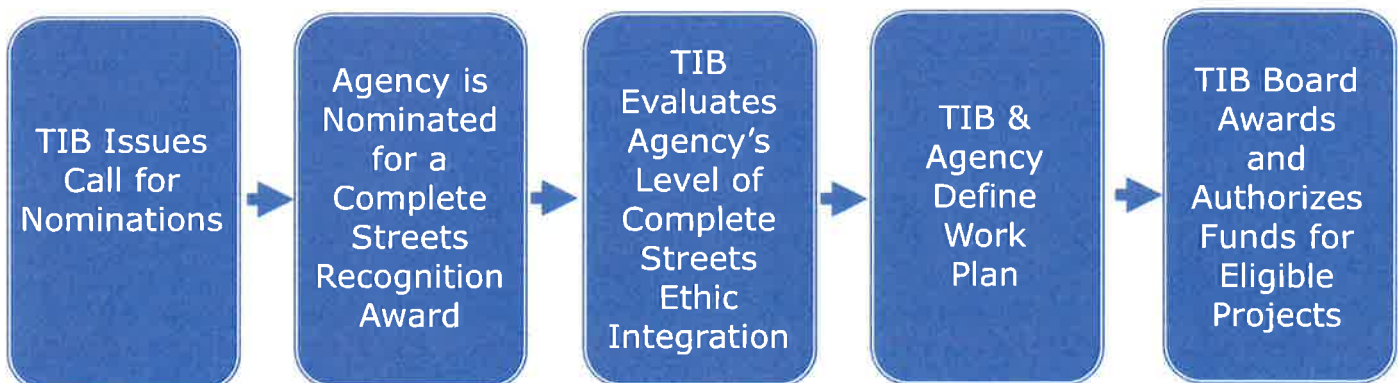 TIB Issues
Call for
Nominations
Agency is
Nominated
for a
Complete
Streets
Recognition
Award
TIB
Evaluates
Agency's
Level of
Complete
Streets
Ethic
Integration
TIB &
Agency
Define
Work
Plan
TIB Board
Awards
and
Authorizes
Funds for
Eligible
Projects